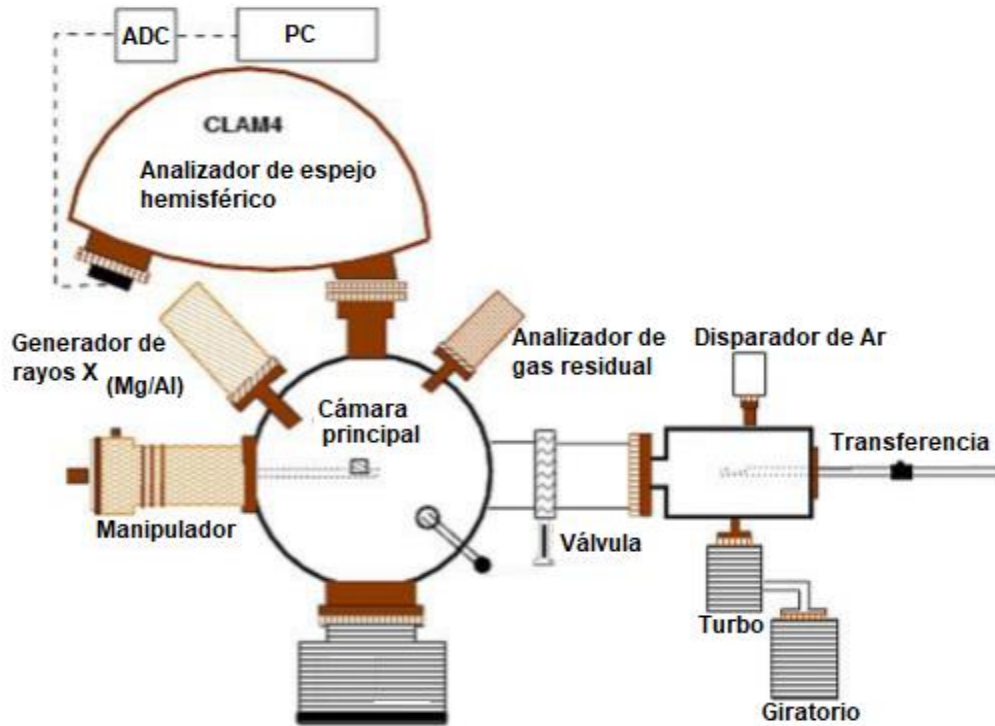 ADC
PC
CLAM4
Analizador de espejo
hemisférico
Generador de
rayos X (Mg/Al)
Analizador de
gas residual
Disparador de Ar
Cámara
principal
Transferencia
Manipulador
Válvula
Turbo
Giratorio